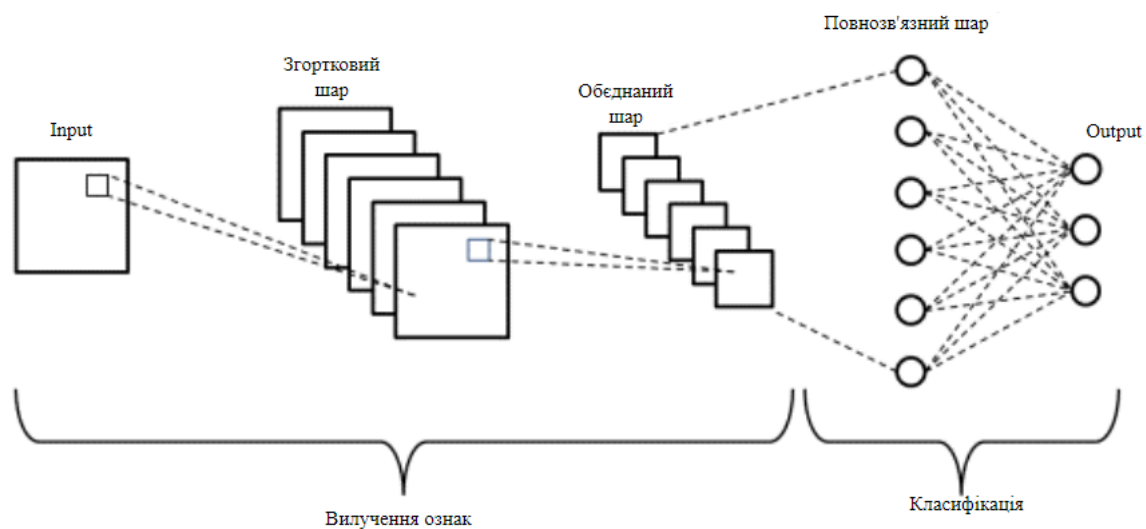 Input
Згортковий
шар
Обєднаний
шар
Повнозв'язний шар
Output
Вилучення ознак
Класифікація